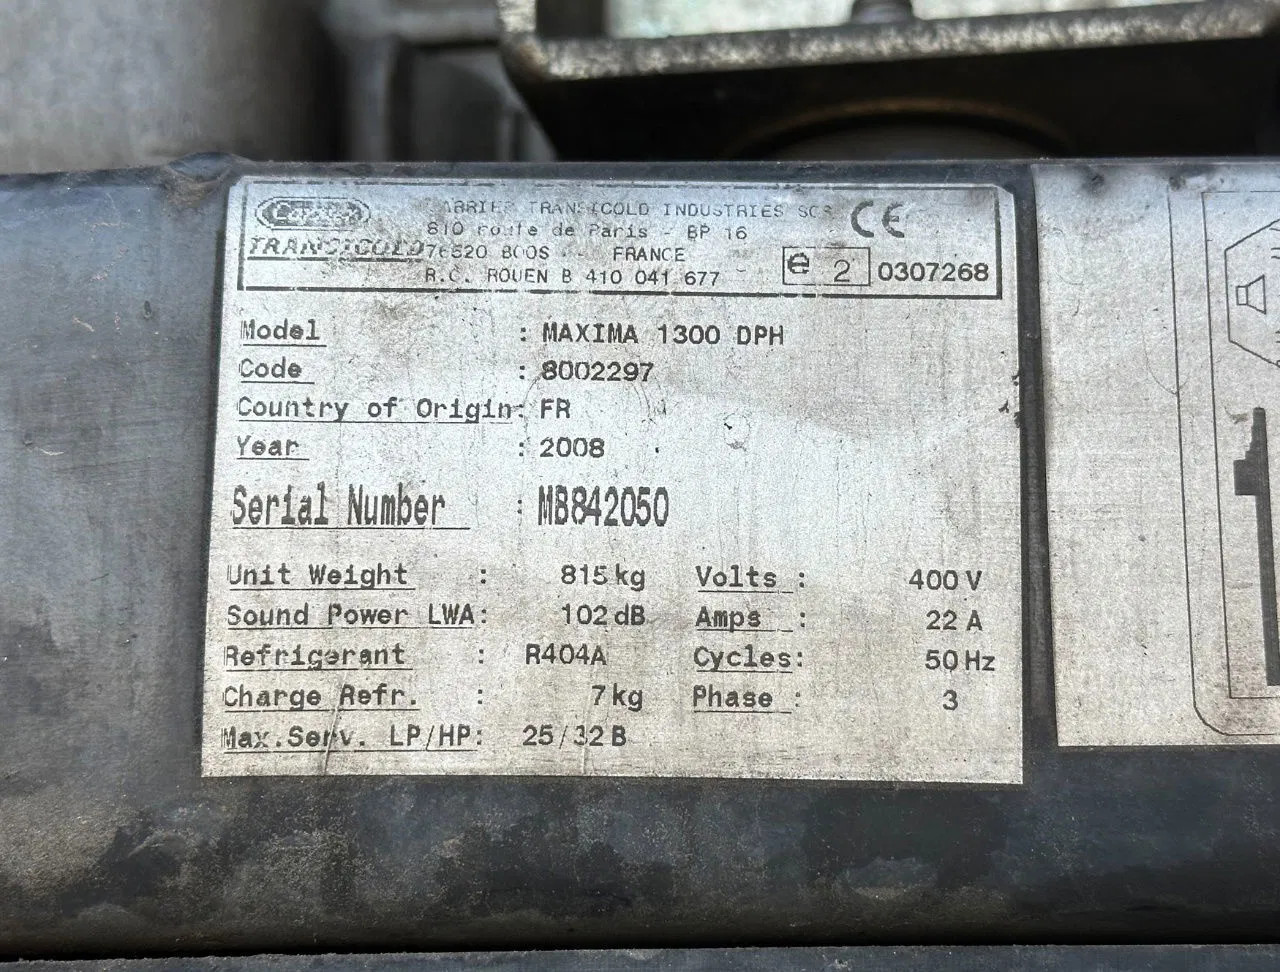 Carrier
TRANSICOLD
CARRIER TRANSICOLD INDUSTRIES SCS
CE
810 route de Paris - BP 16
76520 BOOS - FRANCE
R.C. ROUEN B 410 041 677
e 2 0307268
Model : MAXIMA 1300 DPH
Code : 8002297
Country of Origin: FR
Year : 2008
Serial Number : MB842050
Unit Weight : 815 kg Volts : 400 V
Sound Power LWA: 102 dB Amps : 22 A
Refrigerant : R404A Cycles: 50 Hz
Charge Refr. : 7 kg Phase : 3
Max.Serv. LP/HP: 25/32 B